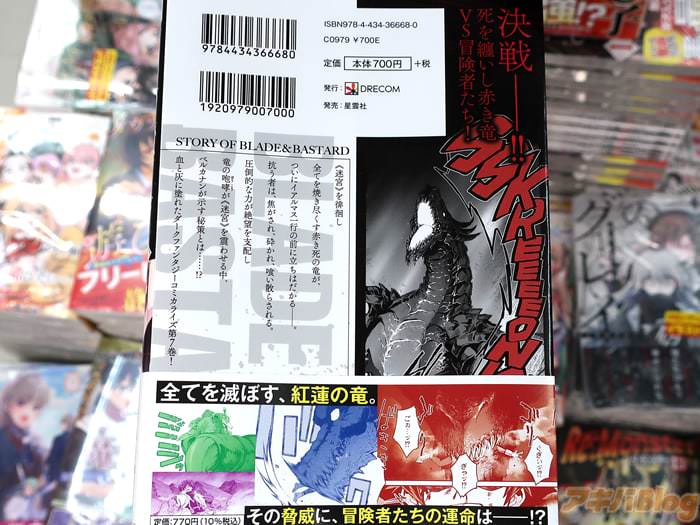 ISBN978-4-434-36668-0
C0979 ¥700E
9784434366680
定価 本体700円 +税
発行: DRECOM
発売:星雲社
1920979007000
決戦――!!
死を纏いし赤き竜
VS冒険者たち!
SSKREEEON
STORY OF BLADE&BASTARD
《迷宮》を徘徊し
全てを焼き尽くす赤き死の竜が、
ついにイアルマス一行の前に立ちはだかる――。
抗う者は、焦がされ、砕かれ、喰い散らされる。
圧倒的な力が絶望を支配し
竜の咆哮が《迷宮》を震わせる中、
ベルカナンが示す秘策とは……!?
血と灰に塗れたダークファンタジーコミカライズ第7巻!
BLADE
BASTA
全てを滅ぼす、紅蓮の竜。
定価:770円(10%税込)
その脅威に、冒険者たちの運命は――!?
フリー
Re:Monster
アキバBlog